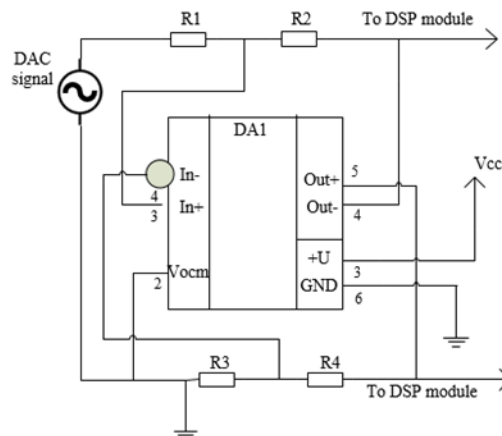 R1
R2
To DSP module
DAC
signal
DA1
Vcc
In-
Out+
5
4
In+
3
Out-
4
+U
Vocm
3
2
GND
6
R3
R4
To DSP module